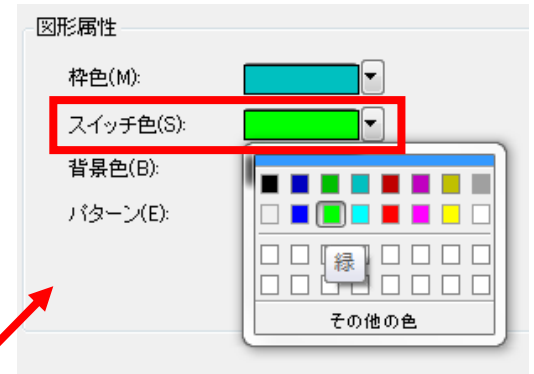 図形属性
枠色(M):
スイッチ色(S):
背景色(B):
パターン(E):
緑
その他の色